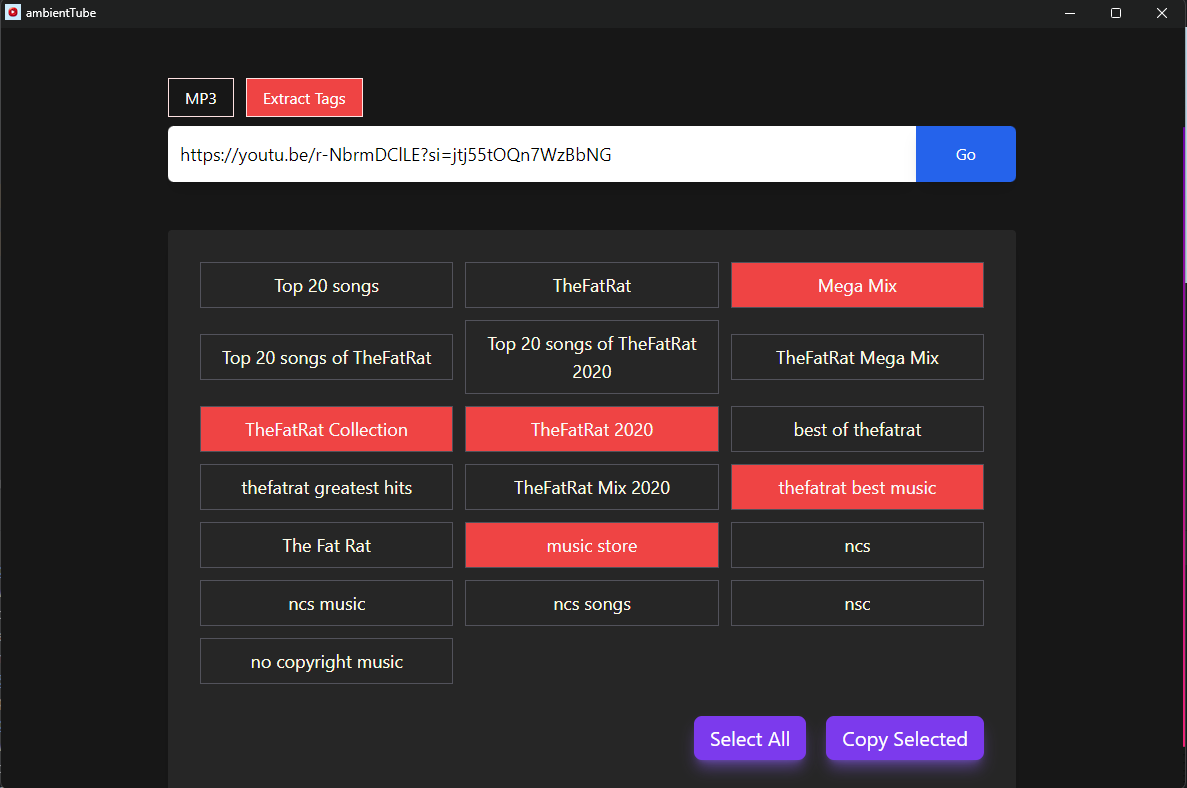 ambientTube
MP3
Extract Tags
https://youtu.be/r-NbrmDClLE?si=jtj55tOQn7WzBbNG
Go
Top 20 songs
TheFatRat
Mega Mix
Top 20 songs of TheFatRat
Top 20 songs of TheFatRat
2020
TheFatRat Mega Mix
TheFatRat Collection
TheFatRat 2020
best of thefatrat
thefatrat greatest hits
TheFatRat Mix 2020
thefatrat best music
The Fat Rat
music store
ncs
ncs music
ncs songs
nsc
no copyright music
Select All
Copy Selected